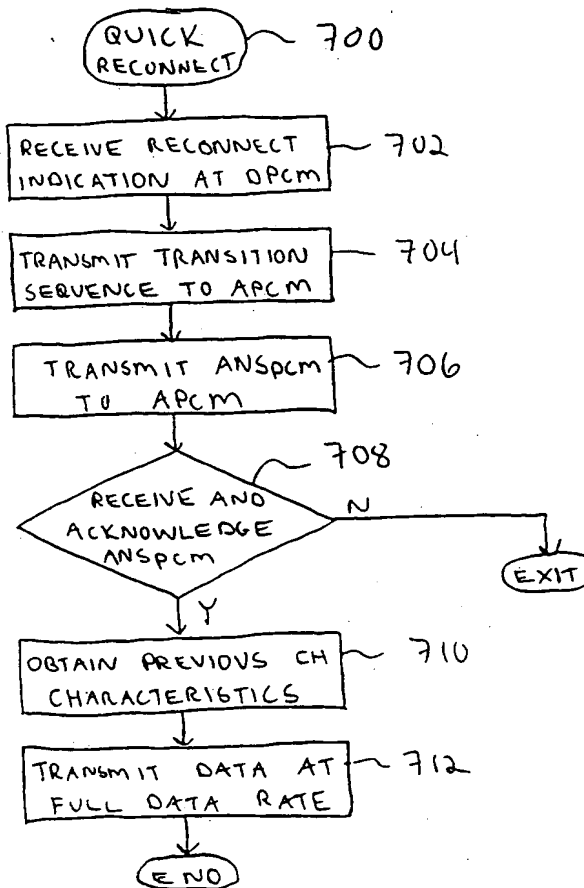 QUICK
RECONNECT
700
RECEIVE RECONNECT
INDICATION AT DPCM
702
TRANSMIT TRANSITION
SEQUENCE TO APCM
704
TRANSMIT ANSPCM
TO APCM
706
708
RECEIVE AND
ACKNOWLEDGE
ANSPCM
N
EXIT
Y
OBTAIN PREVIOUS CH
CHARACTERISTICS
710
TRANSMIT DATA AT
FULL DATA RATE
712
END